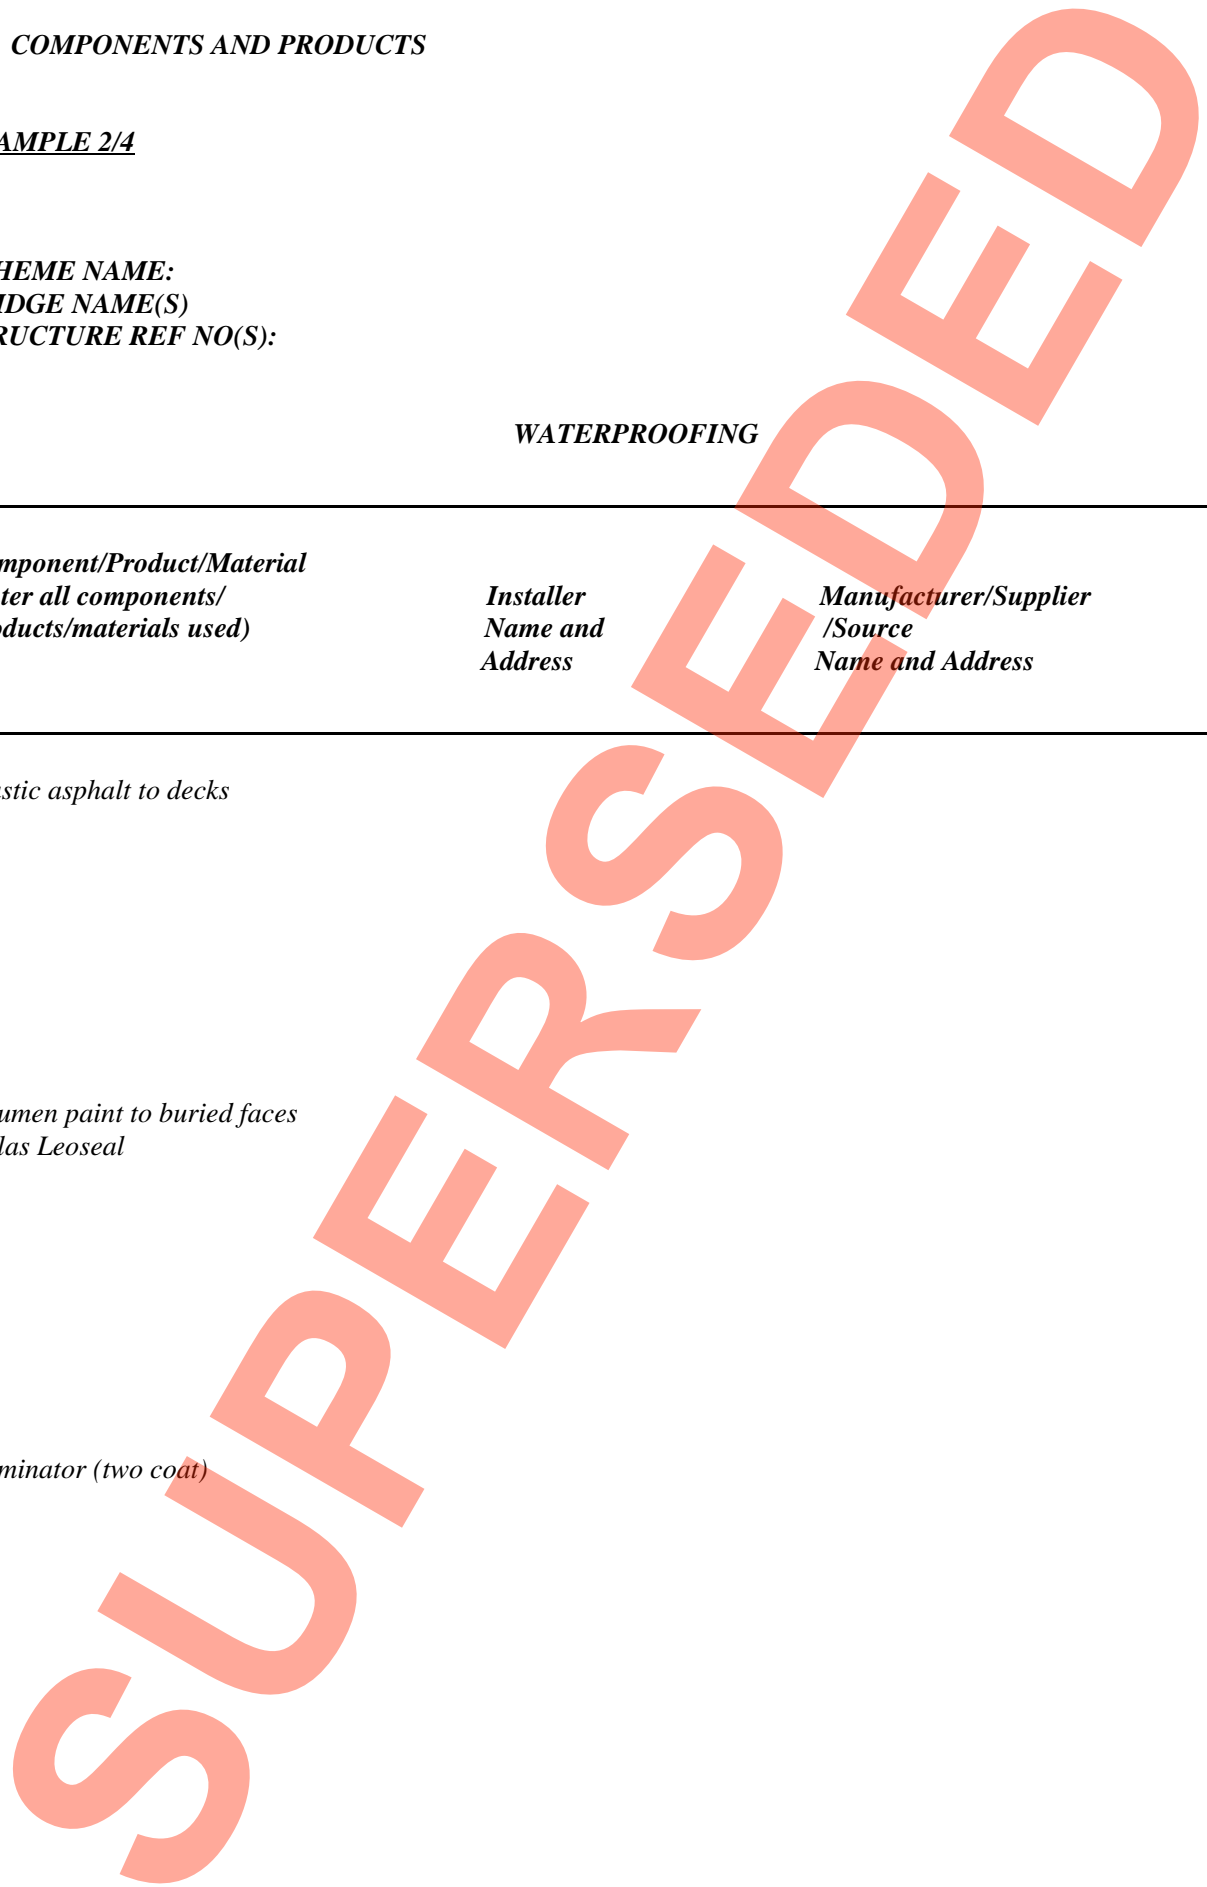 COMPONENTS AND PRODUCTS
AMPLE 2/4
HEME NAME:
IDGE NAME(S)
RUCTURE REF NO(S):
WATERPROOFING
mponent/Product/Material
ter all components/ Installer Manufacturer/Supplier
oducts/materials used) Name and /Source
Address Name and Address
stic asphalt to decks
umen paint to buried faces
las Leoseal
minator (two coat)
SUPERSEDED